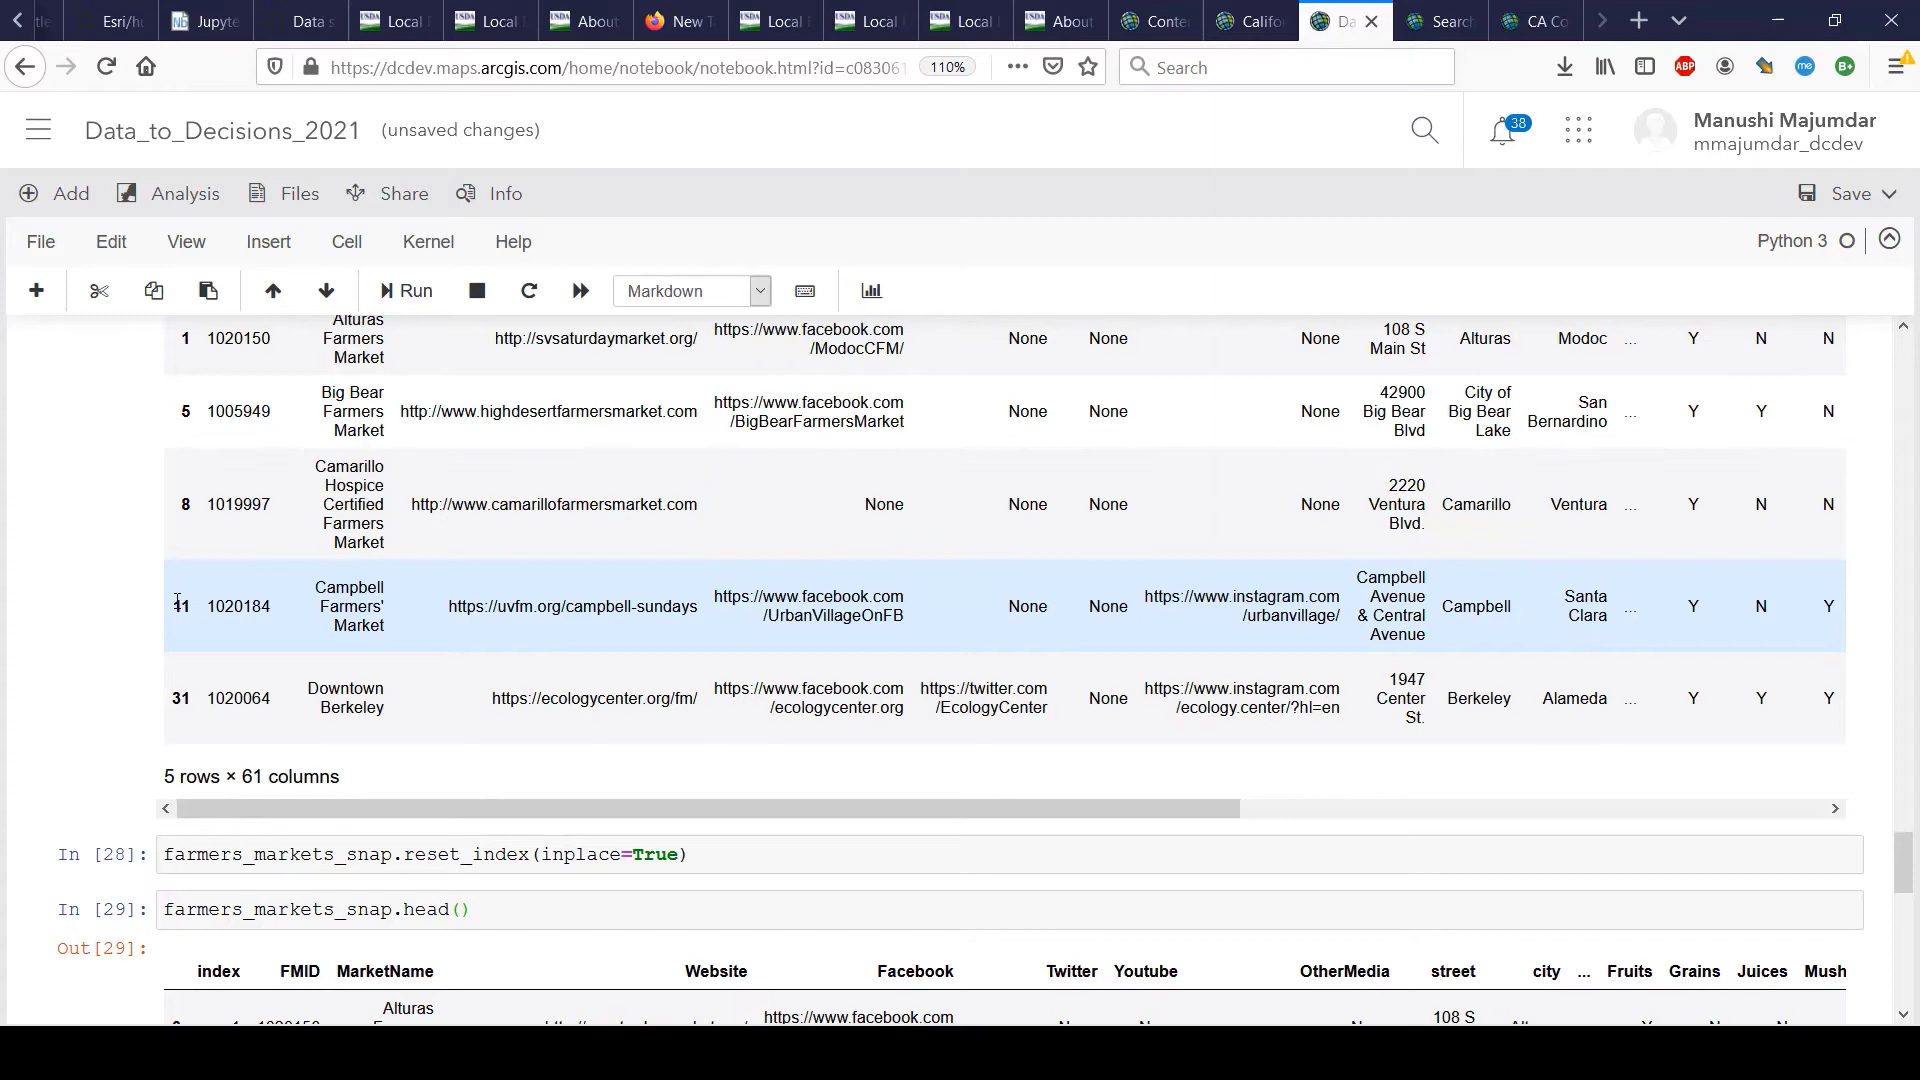 Esri/hu Jupyte Data s Local Local About New T Local Local Local About Conte Califo Da Search CA Co
https://dcdev.maps.arcgis.com/home/notebook/notebook.html?id=c083061 110% Search ABP me B+
Data_to_Decisions_2021 (unsaved changes) 38 Manushi Majumdar
mmajumdar_dcdev
Add Analysis Files Share Info Save
File Edit View Insert Cell Kernel Help Python 3
Run Markdown
1 1020150 Alturas Farmers Market http://svsaturdaymarket.org/ https://www.facebook.com/ModocCFM/ None None None 108 S Main St Alturas Modoc ... Y N N
5 1005949 Big Bear Farmers Market http://www.highdesertfarmersmarket.com https://www.facebook.com/BigBearFarmersMarket None None None 42900 Big Bear Blvd City of Big Bear Lake San Bernardino ... Y Y N
8 1019997 Camarillo Hospice Certified Farmers Market http://www.camarillofarmersmarket.com None None None None 2220 Ventura Blvd. Camarillo Ventura ... Y N N
1020184 Campbell Farmers' Market https://uvfm.org/campbell-sundays https://www.facebook.com/UrbanVillageOnFB None None https://www.instagram.com/urbanvillage/ Campbell Avenue & Central Avenue Campbell Santa Clara ... Y N Y
31 1020064 Downtown Berkeley https://ecologycenter.org/fm/ https://www.facebook.com/ecologycenter.org https://twitter.com/EcologyCenter None https://www.instagram.com/ecology.center/?hl=en 1947 Center St. Berkeley Alameda ... Y Y Y
5 rows × 61 columns
In [28]: farmers_markets_snap.reset_index(inplace=True)
In [29]: farmers_markets_snap.head()
Out[29]:
index FMID MarketName Website Facebook Twitter Youtube OtherMedia street city ... Fruits Grains Juices Mush
Alturas
https://www.facebook.com 108 S